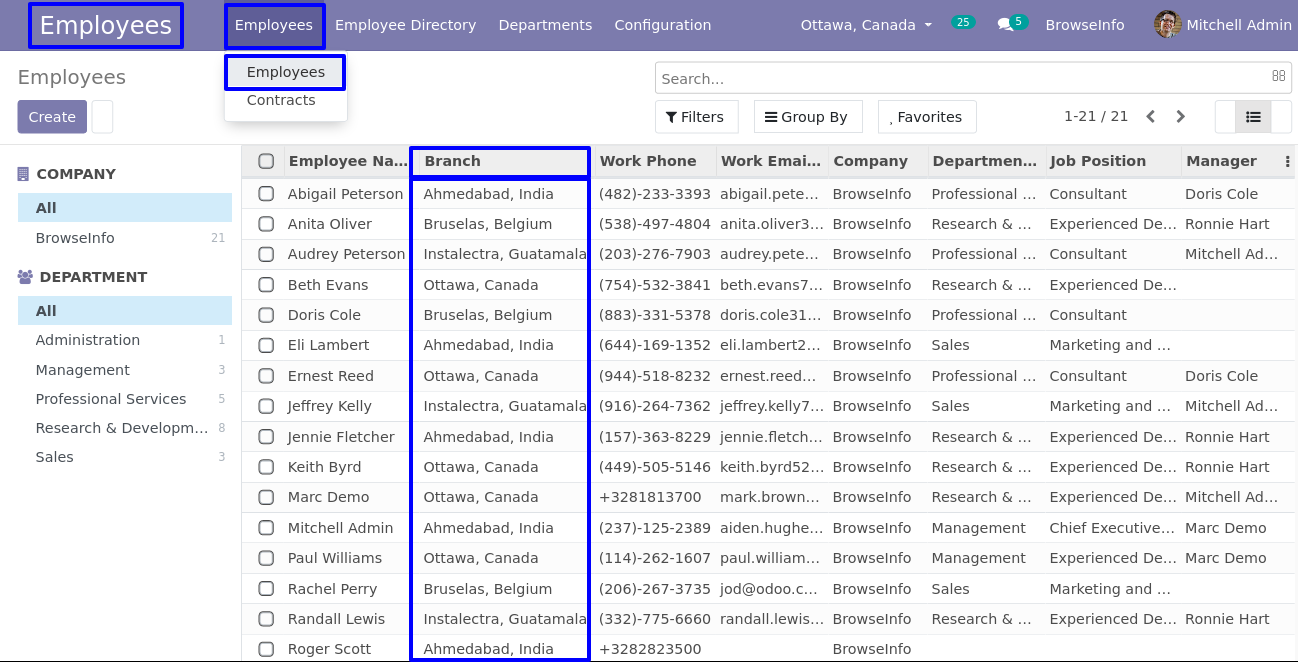 Employees Employees Employee Directory Departments Configuration Ottawa, Canada 25 5 BrowseInfo Mitchell Admin
Employees
Employees
Contracts
Search...
Create
Filters Group By Favorites 1-21 / 21
COMPANY
All
BrowseInfo 21
DEPARTMENT
All
Administration 1
Management 3
Professional Services 5
Research & Developm... 8
Sales 3
Employee Na... Branch Work Phone Work Emai... Company Departmen... Job Position Manager
Abigail Peterson Ahmedabad, India (482)-233-3393 abigail.pete... BrowseInfo Professional ... Consultant Doris Cole
Anita Oliver Bruselas, Belgium (538)-497-4804 anita.oliver3... BrowseInfo Research & ... Experienced De... Ronnie Hart
Audrey Peterson Instalectra, Guatamala (203)-276-7903 audrey.pete... BrowseInfo Professional ... Consultant Mitchell Ad...
Beth Evans Ottawa, Canada (754)-532-3841 beth.evans7... BrowseInfo Research & ... Experienced De...
Doris Cole Bruselas, Belgium (883)-331-5378 doris.cole31... BrowseInfo Professional ... Consultant
Eli Lambert Ahmedabad, India (644)-169-1352 eli.lambert2... BrowseInfo Sales Marketing and ...
Ernest Reed Ottawa, Canada (944)-518-8232 ernest.reed... BrowseInfo Professional ... Consultant Doris Cole
Jeffrey Kelly Instalectra, Guatamala (916)-264-7362 jeffrey.kelly7... BrowseInfo Sales Marketing and ... Mitchell Ad...
Jennie Fletcher Ahmedabad, India (157)-363-8229 jennie.fletch... BrowseInfo Research & ... Experienced De... Ronnie Hart
Keith Byrd Ottawa, Canada (449)-505-5146 keith.byrd52... BrowseInfo Research & ... Experienced De... Ronnie Hart
Marc Demo Ottawa, Canada +3281813700 mark.brown... BrowseInfo Research & ... Experienced De... Mitchell Ad...
Mitchell Admin Ahmedabad, India (237)-125-2389 aiden.hughe... BrowseInfo Management Chief Executive... Marc Demo
Paul Williams Ottawa, Canada (114)-262-1607 paul.william... BrowseInfo Management Experienced De... Marc Demo
Rachel Perry Bruselas, Belgium (206)-267-3735 jod@odoo.c... BrowseInfo Sales Marketing and ...
Randall Lewis Instalectra, Guatamala (332)-775-6660 randall.lewis... BrowseInfo Research & ... Experienced De... Ronnie Hart
Roger Scott Ahmedabad, India +3282823500 BrowseInfo